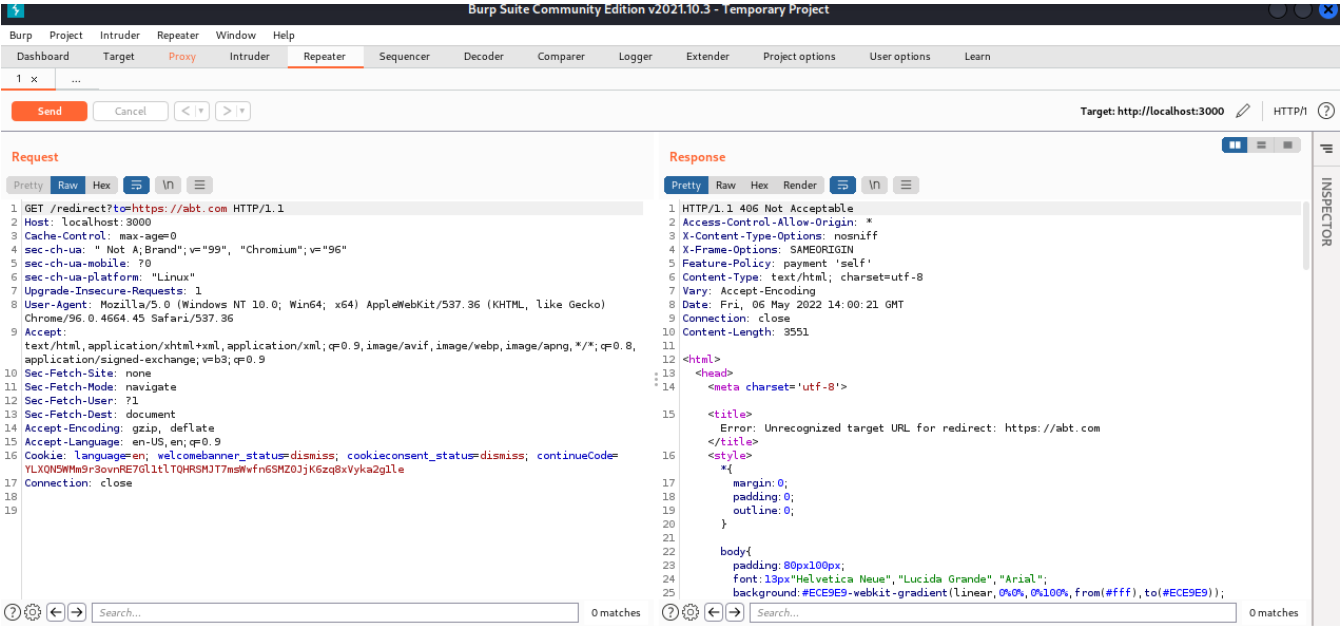 Burp Suite Community Edition v2021.10.3 - Temporary Project
Burp Project Intruder Repeater Window Help
Dashboard Target Proxy Intruder Repeater Sequencer Decoder Comparer Logger Extender Project options User options Learn
1 × ...
Send Cancel < > Target: http://localhost:3000 HTTP/1 ?
Request
Pretty Raw Hex \n
1 GET /redirect?to=https://abt.com HTTP/1.1
2 Host: localhost:3000
3 Cache-Control: max-age=0
4 sec-ch-ua: " Not A;Brand";v="99", "Chromium";v="96"
5 sec-ch-ua-mobile: ?0
6 sec-ch-ua-platform: "Linux"
7 Upgrade-Insecure-Requests: 1
8 User-Agent: Mozilla/5.0 (Windows NT 10.0; Win64; x64) AppleWebKit/537.36 (KHTML, like Gecko)
Chrome/96.0.4664.45 Safari/537.36
9 Accept:
text/html,application/xhtml+xml,application/xml;q=0.9,image/avif,image/webp,image/apng,*/*;q=0.8,
application/signed-exchange;v=b3;q=0.9
10 Sec-Fetch-Site: none
11 Sec-Fetch-Mode: navigate
12 Sec-Fetch-User: ?1
13 Sec-Fetch-Dest: document
14 Accept-Encoding: gzip, deflate
15 Accept-Language: en-US,en;q=0.9
16 Cookie: language=en; welcomebanner_status=dismiss; cookieconsent_status=dismiss; continueCode=
YLXQN5WMm9r3ovnRE7Gl1tlTQHRSMJT7msWwfn6SMZ0JjK6zq8xVyka2g1le
17 Connection: close
18
19
? Search... 0 matches
Response
Pretty Raw Hex Render \n
1 HTTP/1.1 406 Not Acceptable
2 Access-Control-Allow-Origin: *
3 X-Content-Type-Options: nosniff
4 X-Frame-Options: SAMEORIGIN
5 Feature-Policy: payment 'self'
6 Content-Type: text/html; charset=utf-8
7 Vary: Accept-Encoding
8 Date: Fri, 06 May 2022 14:00:21 GMT
9 Connection: close
10 Content-Length: 3551
11
12 <html>
13 <head>
14 <meta charset='utf-8'>
15 <title>
Error: Unrecognized target URL for redirect: https://abt.com
</title>
16 <style>
*{
17 margin:0;
18 padding:0;
19 outline:0;
20 }
21
22 body{
23 padding:80px100px;
24 font:13px"Helvetica Neue","Lucida Grande","Arial";
25 background:#ECE9E9-webkit-gradient(linear,0%0%,0%100%,from(#fff),to(#ECE9E9));
? Search... 0 matches
INSPECTOR